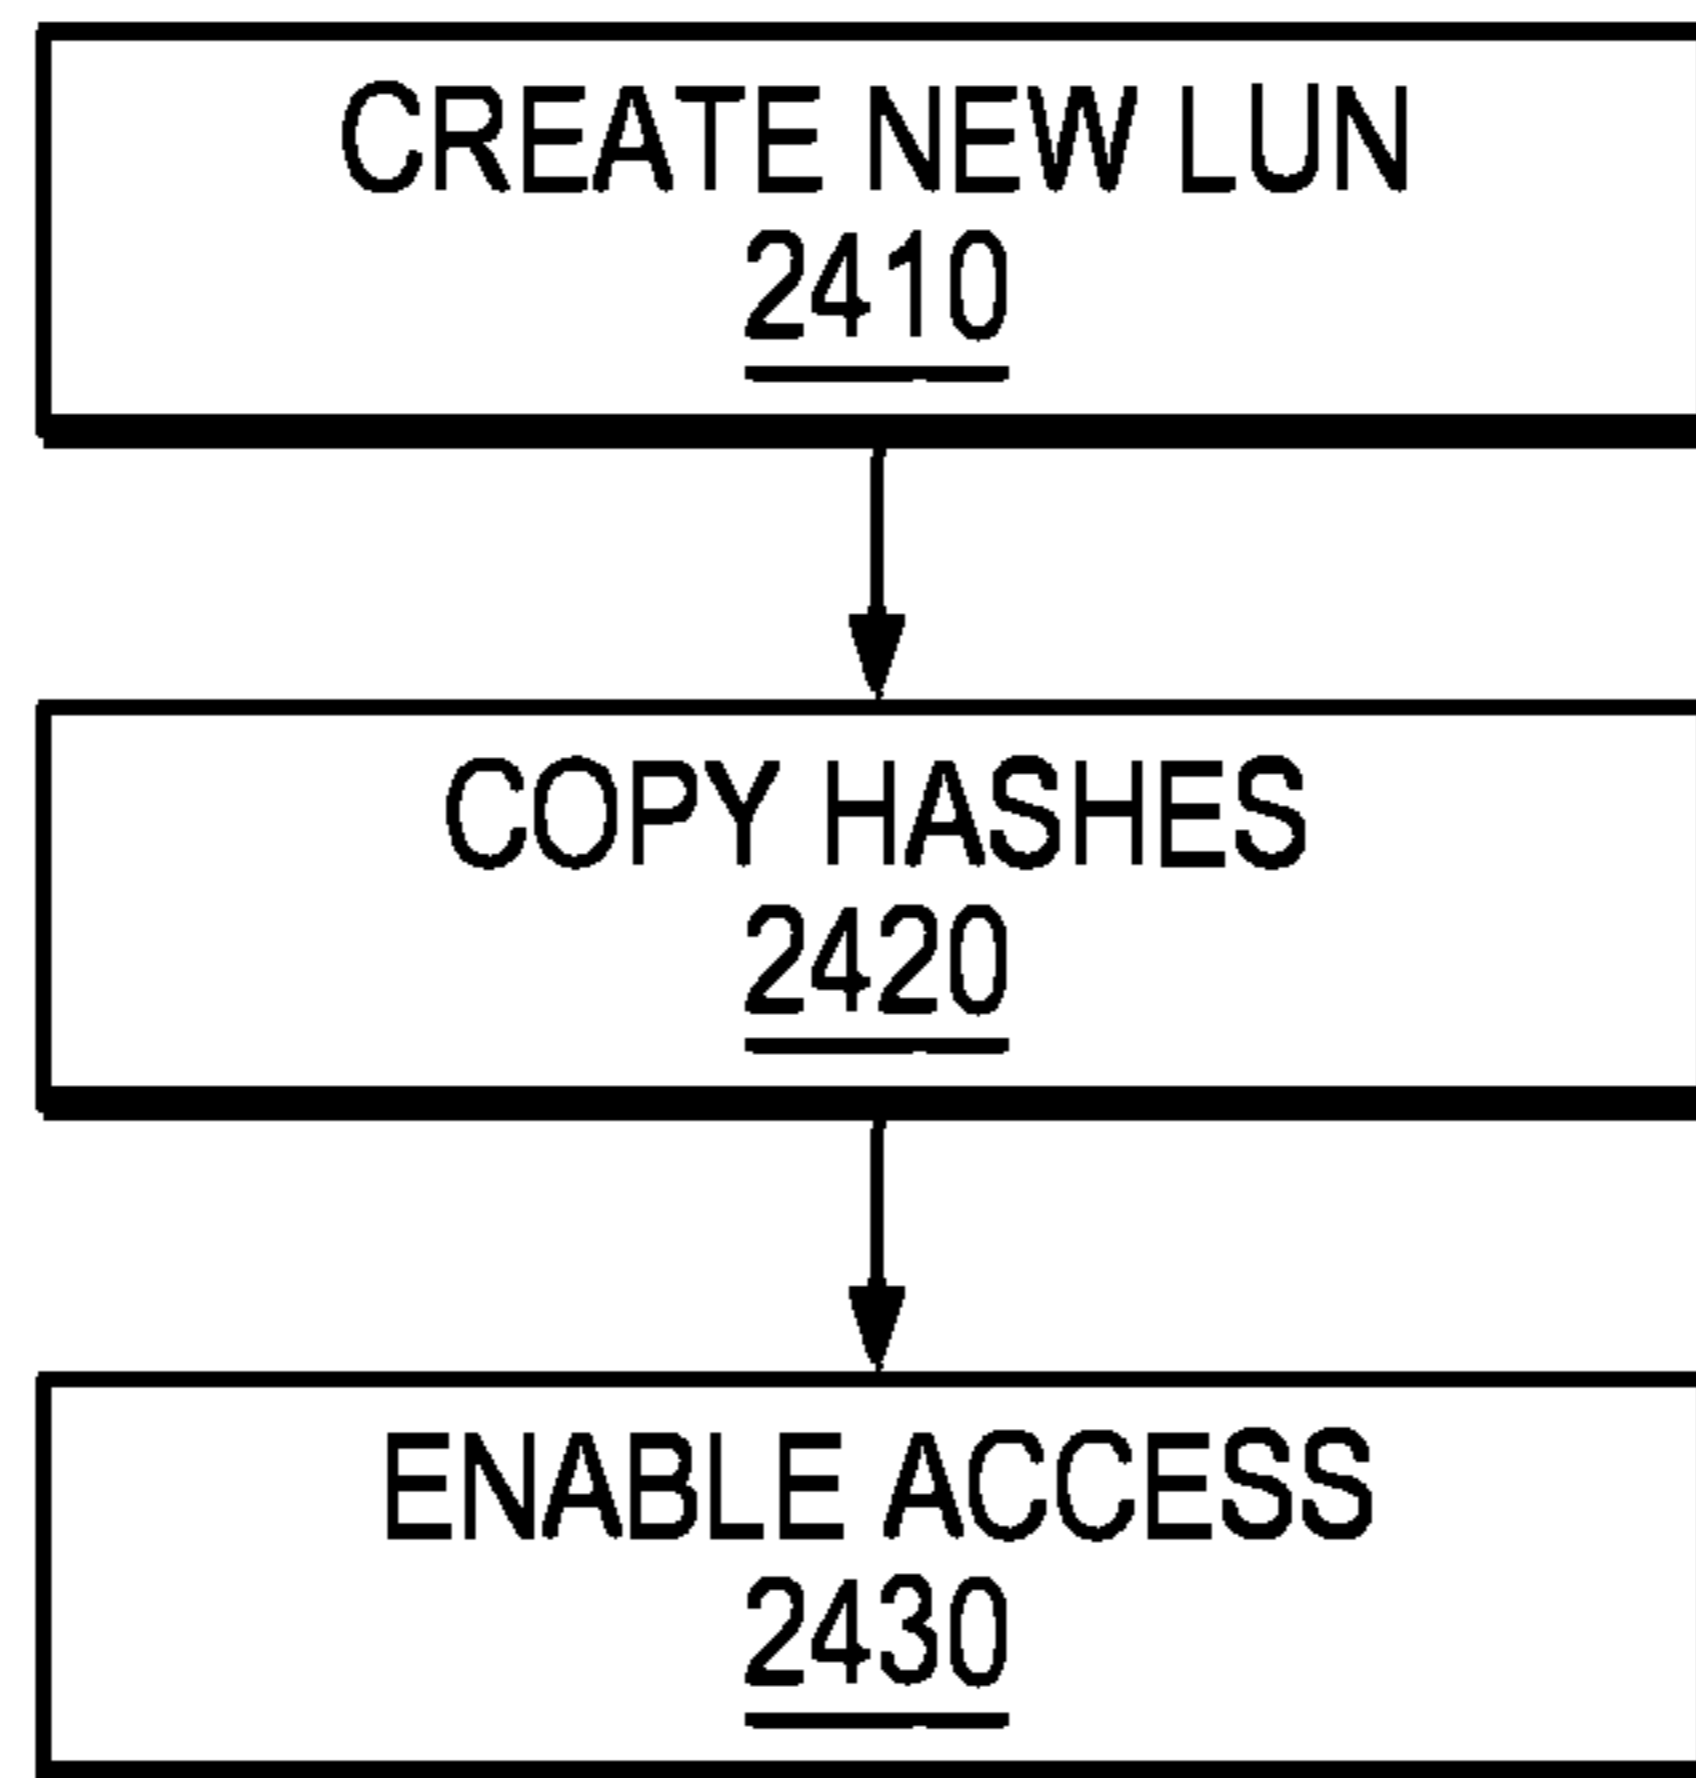 CREATE NEW LUN
2410
COPY HASHES
2420
ENABLE ACCESS
2430